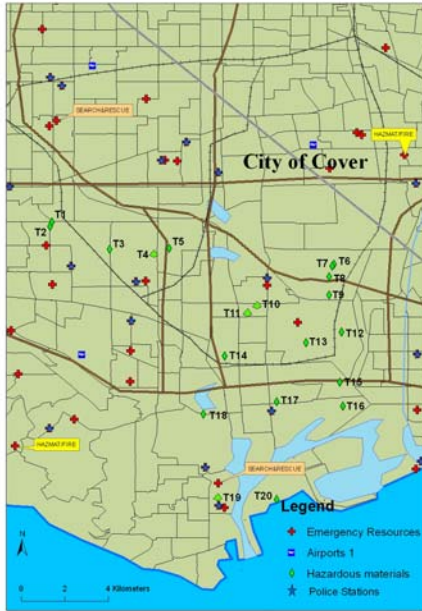 SEARCH&RESCUE
HAZMAT/FIRE
City of Cover
T1
T2
T3
T4
T5
T6
T7
T8
T9
T10
T11
T12
T13
T14
T15
T16
T17
T18
HAZMAT/FIRE
SEARCH&RESCUE
T19
T20
Legend
Emergency Resources
Airports 1
Hazardous materials
Police Stations
N
0 2 4 Kilometers